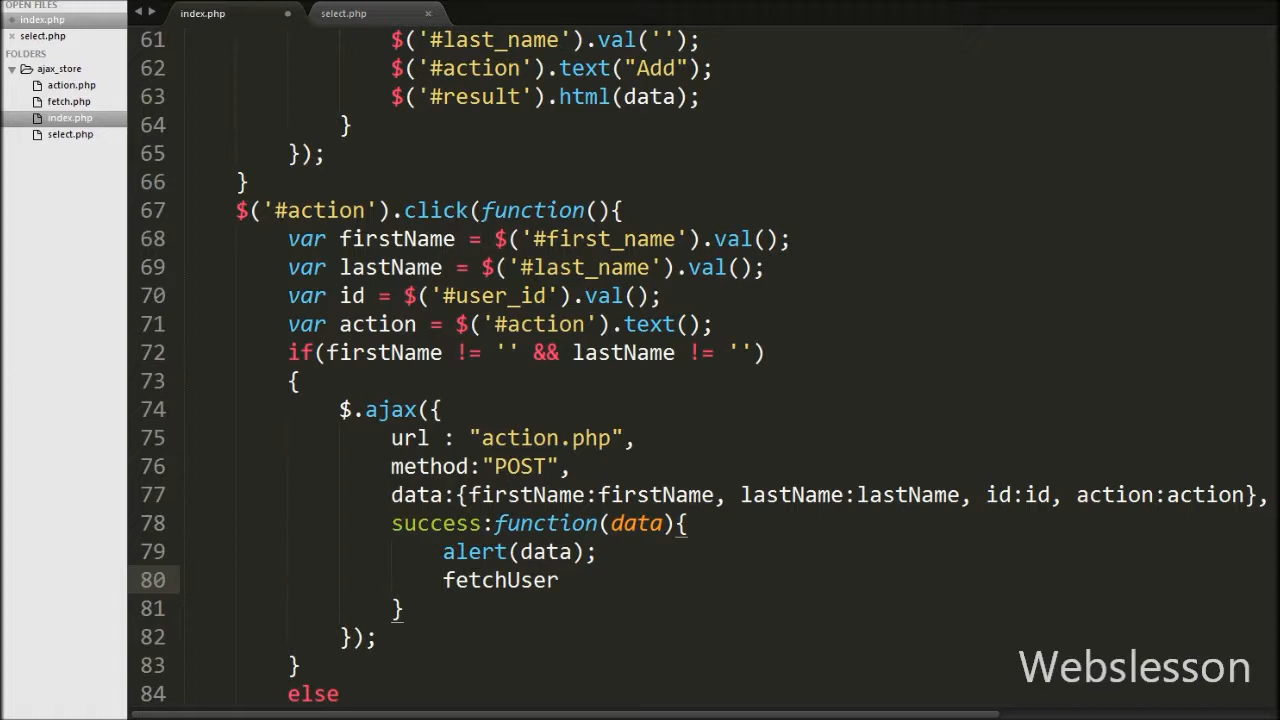 OPEN FILES
index.php
select.php
FOLDERS
ajax_store
action.php
fetch.php
index.php
select.php
index.php
select.php
61 $('#last_name').val('');
62 $('#action').text("Add");
63 $('#result').html(data);
64 }
65 });
66 }
67 $('#action').click(function(){
68 var firstName = $('#first_name').val();
69 var lastName = $('#last_name').val();
70 var id = $('#user_id').val();
71 var action = $('#action').text();
72 if(firstName != '' && lastName != '')
73 {
74 $.ajax({
75 url : "action.php",
76 method:"POST",
77 data:{firstName:firstName, lastName:lastName, id:id, action:action},
78 success:function(data){
79 alert(data);
80 fetchUser
81 }
82 });
83 }
84 else
Webslesson